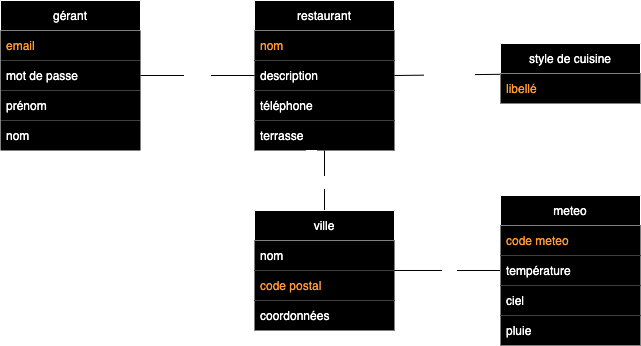 gérant
email
mot de passe
prénom
nom
restaurant
nom
description
téléphone
terrasse
style de cuisine
libellé
ville
nom
code postal
coordonnées
meteo
code meteo
température
ciel
pluie